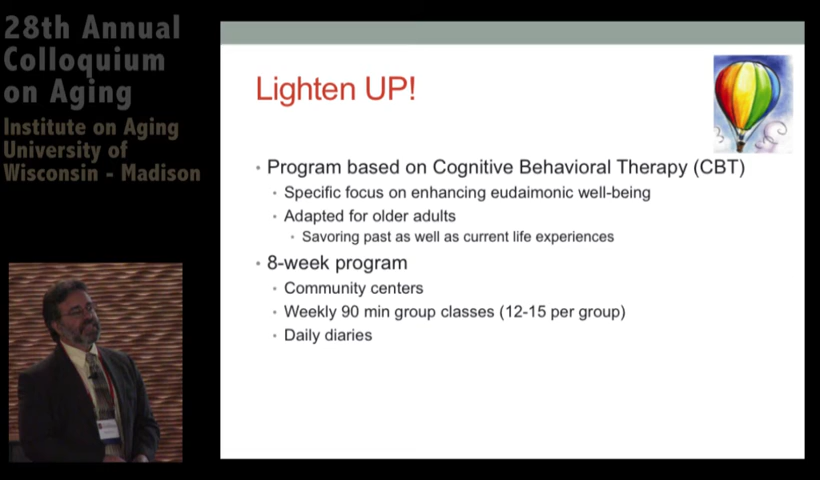 28th Annual
Colloquium
on Aging
Institute on Aging
University of
Wisconsin - Madison
Lighten UP!
• Program based on Cognitive Behavioral Therapy (CBT)
• Specific focus on enhancing eudaimonic well-being
• Adapted for older adults
• Savoring past as well as current life experiences
• 8-week program
• Community centers
• Weekly 90 min group classes (12-15 per group)
• Daily diaries